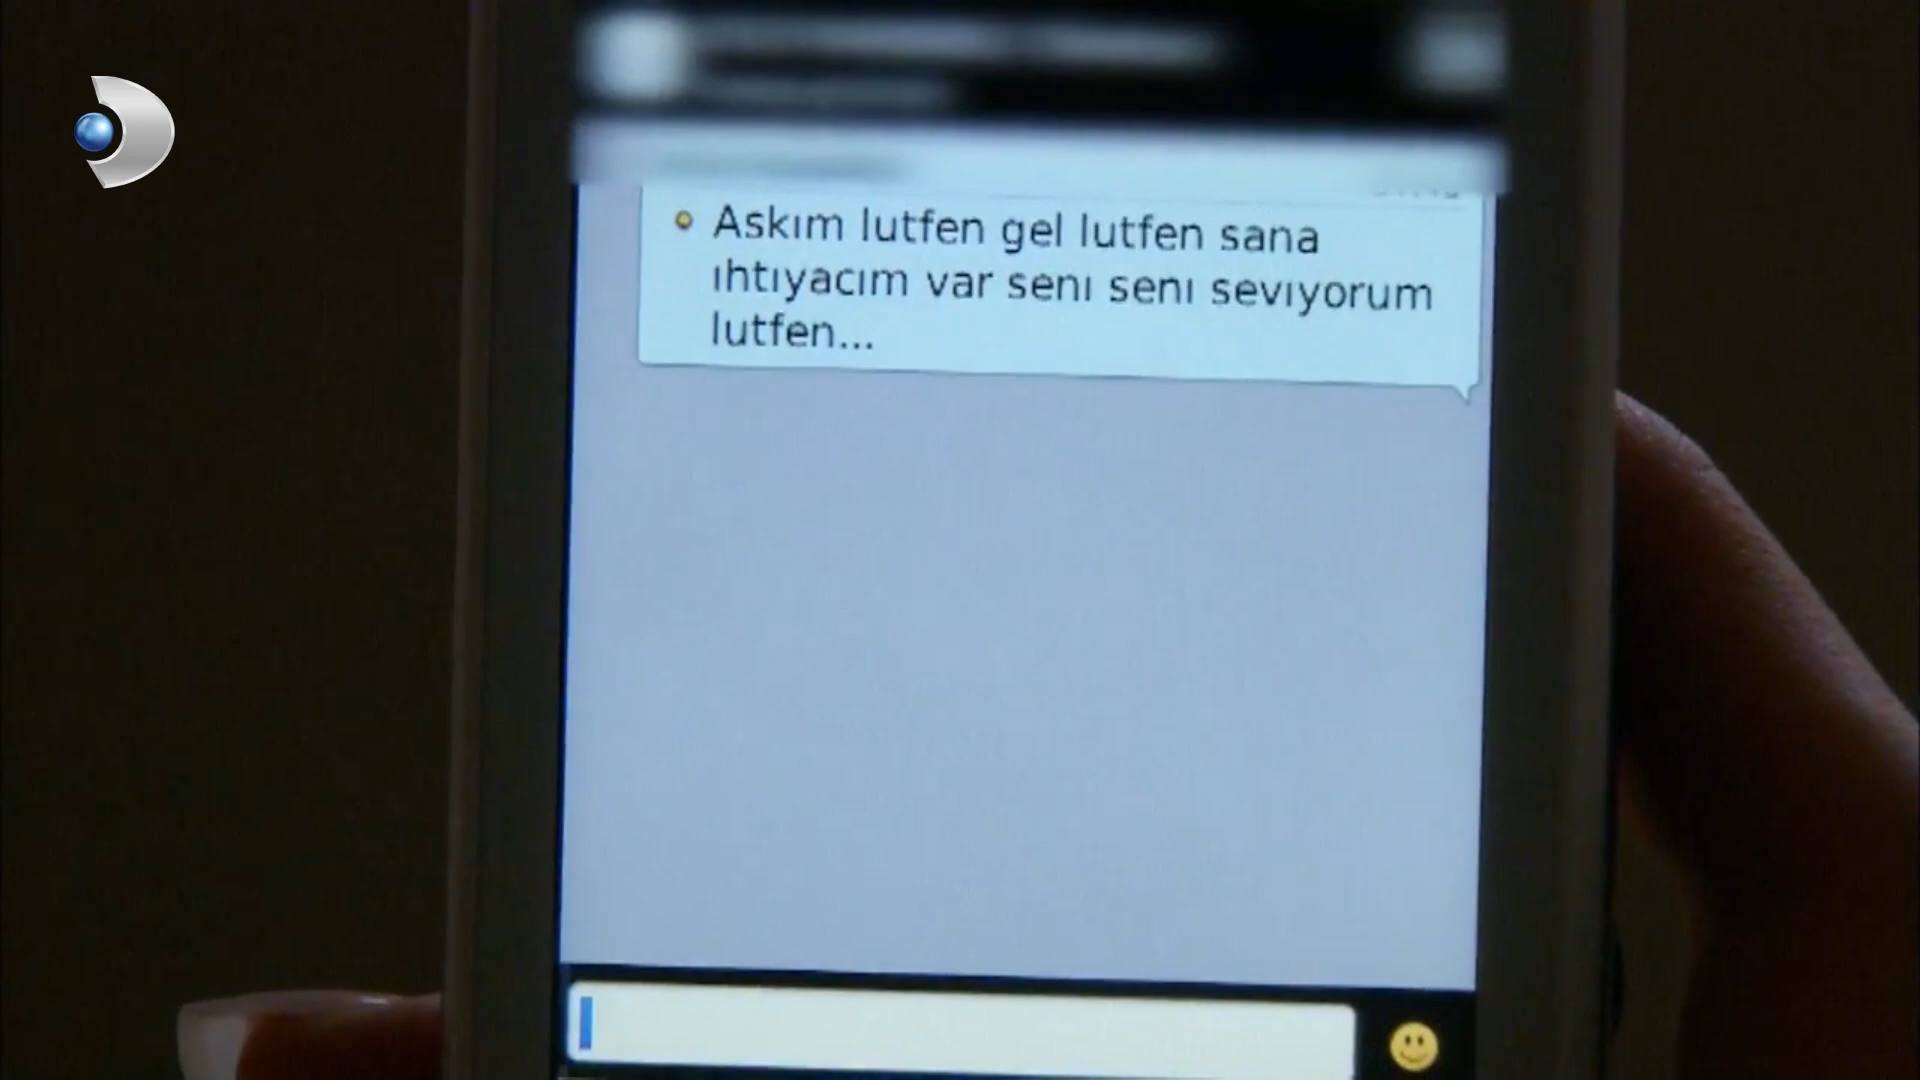 Askım lutfen gel lutfen sana
ıhtıyacım var senı senı sevıyorum
lutfen...